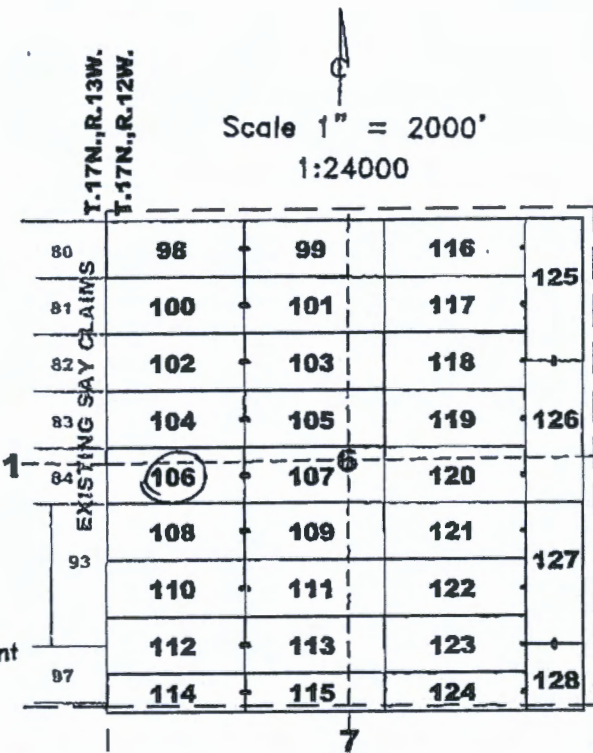 T.17N.,R.13W.
T.17N.,R.12W.
Scale 1" = 2000'
1:24000
80 98 99 116 125
81 100 101 117
82 102 103 118
83 104 105 119 126
1
84 106 107 120
EXISTING SAY CLAIMS
93 108 109 121 127
110 111 122
nt 112 113 123
97 114 115 124 128
7